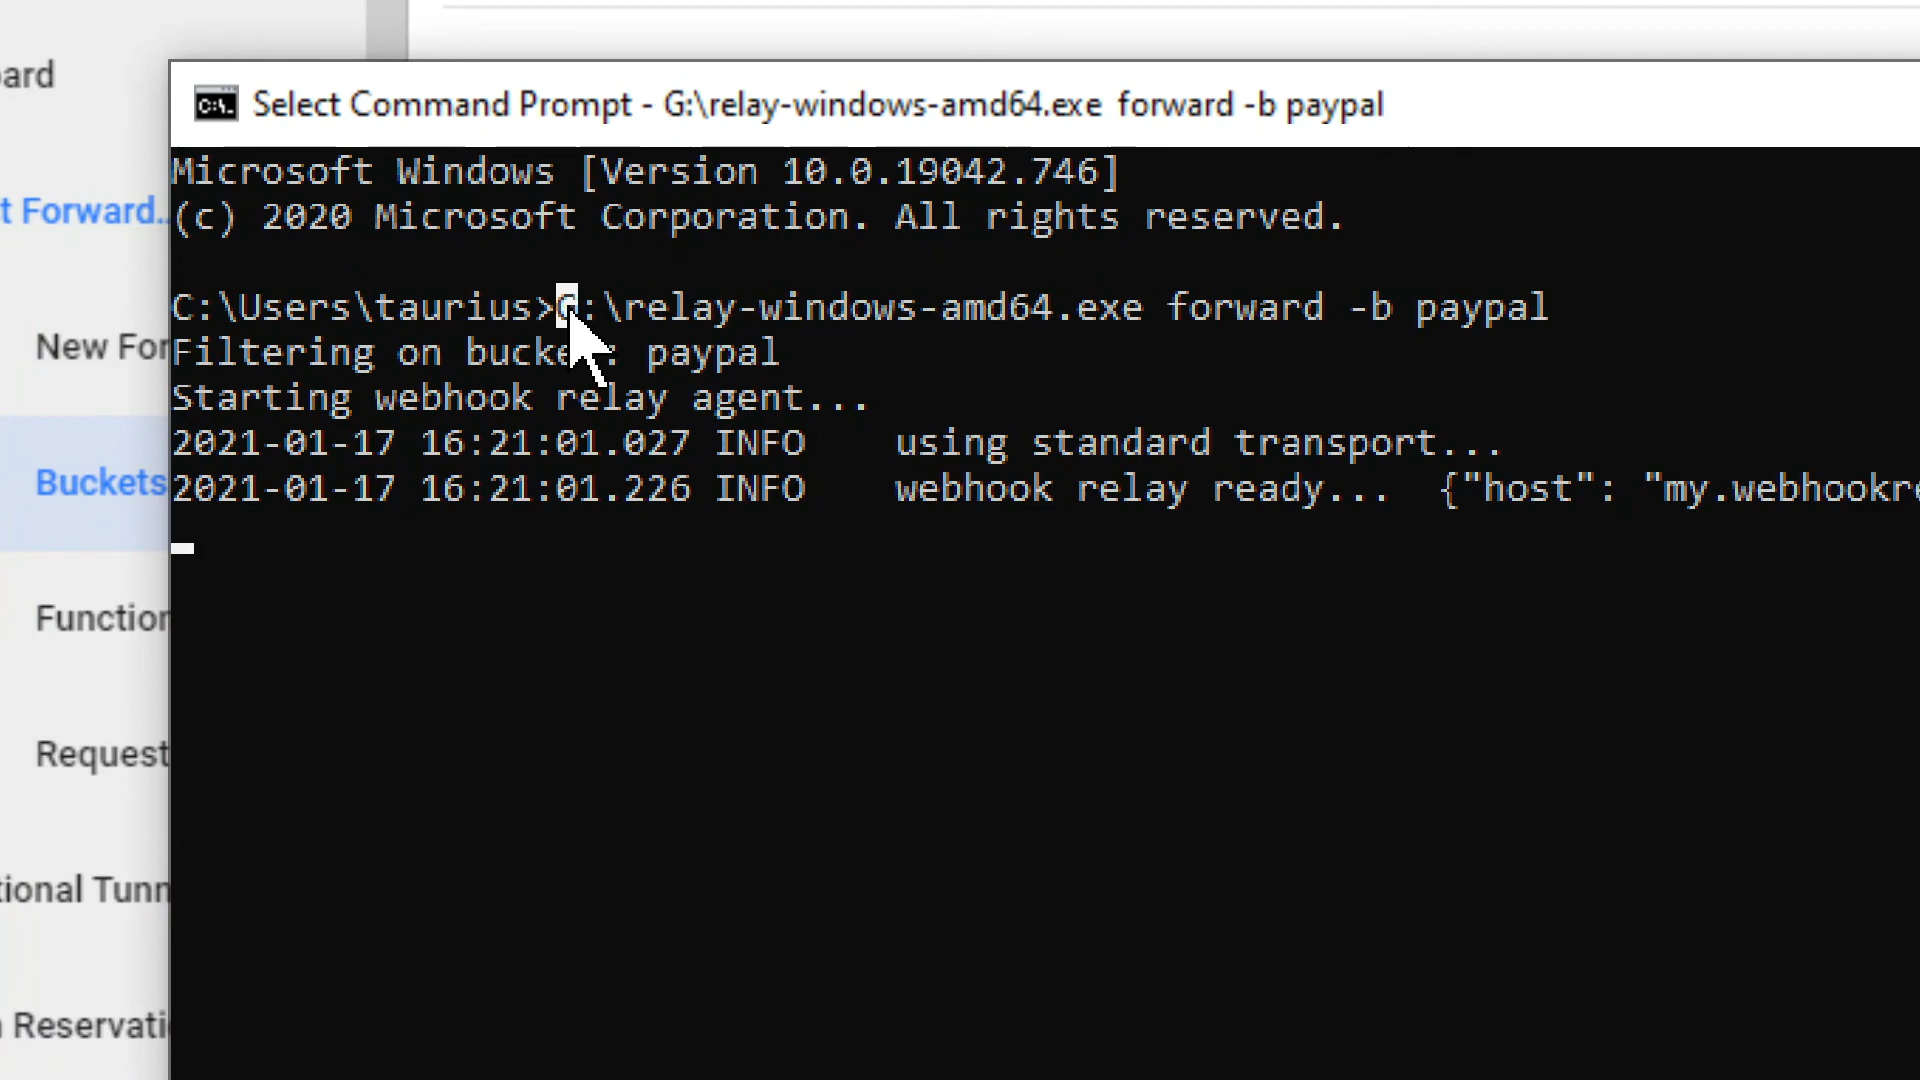 Select Command Prompt - G:\relay-windows-amd64.exe forward -b paypal
Microsoft Windows [Version 10.0.19042.746]
(c) 2020 Microsoft Corporation. All rights reserved.
C:\Users\taurius>G:\relay-windows-amd64.exe forward -b paypal
Filtering on bucket: paypal
Starting webhook relay agent...
2021-01-17 16:21:01.027 INFO    using standard transport...
2021-01-17 16:21:01.226 INFO    webhook relay ready...  {"host": "my.webhookre
ard
t Forward..
New For
Buckets
Function
Request
tional Tunn
Reservati